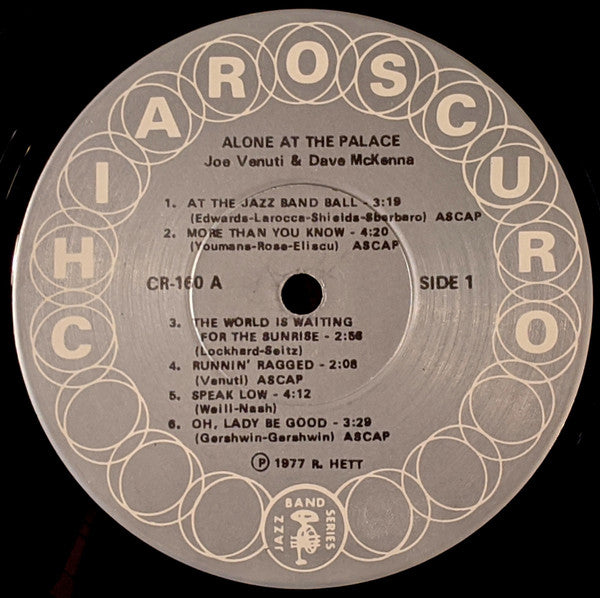 CHIAROSCURO
ALONE AT THE PALACE
Joe Venuti & Dave McKenna
1. AT THE JAZZ BAND BALL - 3:19
(Edwards-Larocca-Shields-Sbarbaro) ASCAP
2. MORE THAN YOU KNOW - 4:20
(Youmans-Rose-Eliscu) ASCAP
CR-160 A
SIDE 1
3. THE WORLD IS WAITING
FOR THE SUNRISE - 2:56
(Lockhard-Seitz)
4. RUNNIN' RAGGED - 2:08
(Venuti) ASCAP
5. SPEAK LOW - 4:12
(Weill-Nash)
6. OH, LADY BE GOOD - 3:29
(Gershwin-Gershwin) ASCAP
Ⓟ 1977 R. HETT
JAZZ BAND SERIES